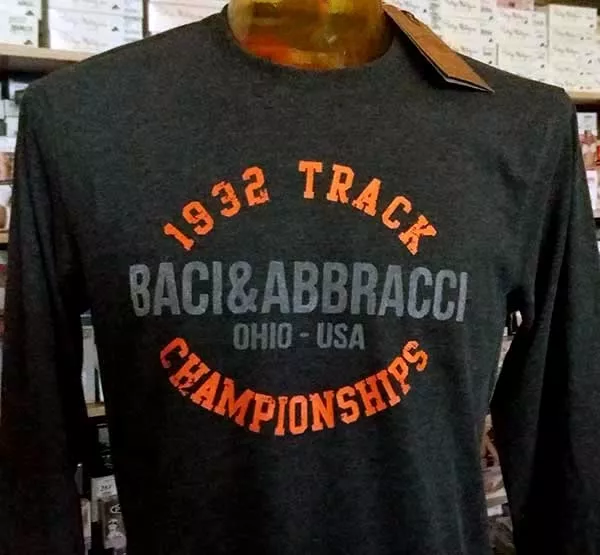 1932 TRACK
BACI&ABBRACCI
OHIO - USA
CHAMPIONSHIPS